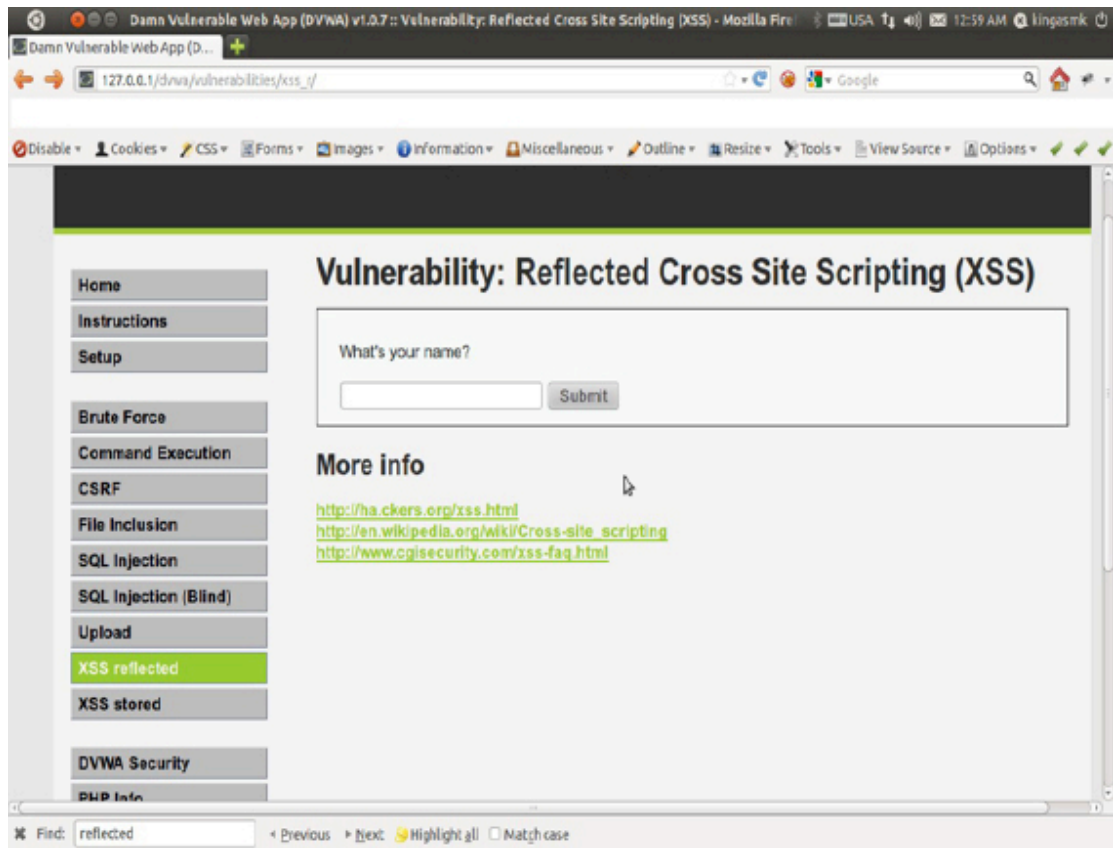 Damn Vulnerable Web App (DVWA) v1.0.7 :: Vulnerability: Reflected Cross Site Scripting (XSS) - Mozilla Fire USA 12:59 AM kingasmk
Damn Vulnerable Web App (D...
127.0.0.1/dvwa/vulnerabilities/xss_r/ Google
Disable Cookies CSS Forms Images Information Miscellaneous Outline Resize Tools View Source Options
Home
Instructions
Setup
Brute Force
Command Execution
CSRF
File Inclusion
SQL Injection
SQL Injection (Blind)
Upload
XSS reflected
XSS stored
DVWA Security
PHP Info
Vulnerability: Reflected Cross Site Scripting (XSS)
What's your name?
Submit
More info
http://ha.ckers.org/xss.html
http://en.wikipedia.org/wiki/Cross-site_scripting
http://www.cgisecurity.com/xss-faq.html
Find: reflected Previous Next Highlight all Match case